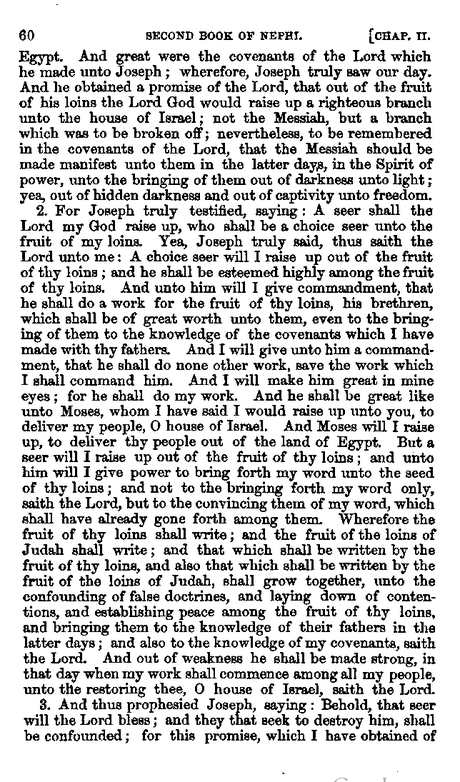 60 SECOND BOOK OF NEPHI. [CHAP. II.
Egypt. And great were the covenants of the Lord which
he made unto Joseph; wherefore, Joseph truly saw our day.
And he obtained a promise of the Lord, that out of the fruit
of his loins the Lord God would raise up a righteous branch
unto the house of Israel; not the Messiah, but a branch
which was to be broken off; nevertheless, to be remembered
in the covenants of the Lord, that the Messiah should be
made manifest unto them in the latter days, in the Spirit of
power, unto the bringing of them out of darkness unto light;
yea, out of hidden darkness and out of captivity unto freedom.
2. For Joseph truly testified, saying: A seer shall the
Lord my God raise up, who shall be a choice seer unto the
fruit of my loins. Yea, Joseph truly said, thus saith the
Lord unto me: A choice seer will I raise up out of the fruit
of thy loins; and he shall be esteemed highly among the fruit
of thy loins. And unto him will I give commandment, that
he shall do a work for the fruit of thy loins, his brethren,
which shall be of great worth unto them, even to the bring-
ing of them to the knowledge of the covenants which I have
made with thy fathers. And I will give unto him a command-
ment, that he shall do none other work, save the work which
I shall command him. And I will make him great in mine
eyes; for he shall do my work. And he shall be great like
unto Moses, whom I have said I would raise up unto you, to
deliver my people, O house of Israel. And Moses will I raise
up, to deliver thy people out of the land of Egypt. But a
seer will I raise up out of the fruit of thy loins; and unto
him will I give power to bring forth my word unto the seed
of thy loins; and not to the bringing forth my word only,
saith the Lord, but to the convincing them of my word, which
shall have already gone forth among them. Wherefore the
fruit of thy loins shall write; and the fruit of the loins of
Judah shall write; and that which shall be written by the
fruit of thy loins, and also that which shall be written by the
fruit of the loins of Judah, shall grow together, unto the
confounding of false doctrines, and laying down of conten-
tions, and establishing peace among the fruit of thy loins,
and bringing them to the knowledge of their fathers in the
latter days; and also to the knowledge of my covenants, saith
the Lord. And out of weakness he shall be made strong, in
that day when my work shall commence among all my people,
unto the restoring thee, O house of Israel, saith the Lord.
3. And thus prophesied Joseph, saying: Behold, that seer
will the Lord bless; and they that seek to destroy him, shall
be confounded; for this promise, which I have obtained of